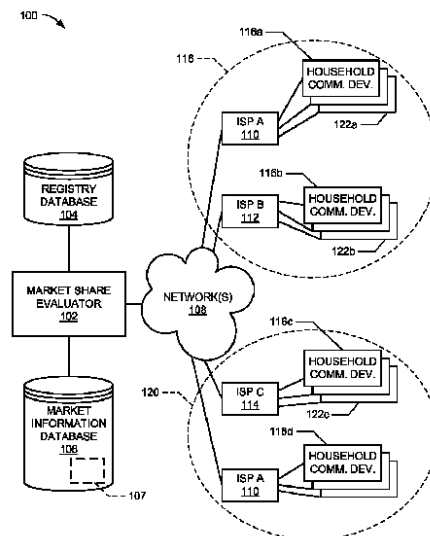 100
116a
116
HOUSEHOLD
COMM. DEV.
ISP A
110
122a
116b
HOUSEHOLD
COMM. DEV.
ISP B
112
122b
REGISTRY
DATABASE
104
MARKET SHARE
EVALUATOR
102
NETWORK(S)
108
116c
HOUSEHOLD
COMM. DEV.
120
ISP C
114
122c
MARKET
INFORMATION
DATABASE
106
107
116d
HOUSEHOLD
COMM. DEV.
ISP A
110